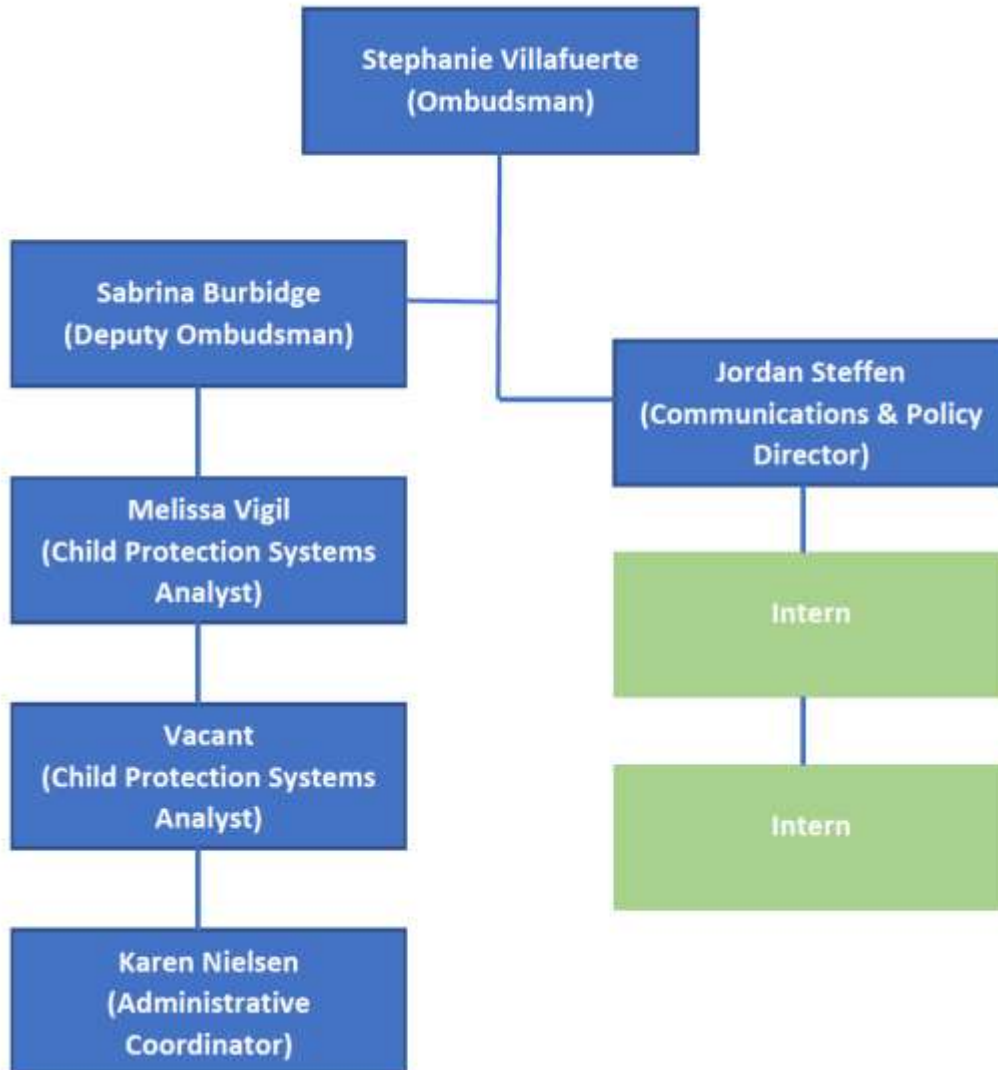 Stephanie Villafuerte
(Ombudsman)
Sabrina Burbidge
(Deputy Ombudsman)
Jordan Steffen
(Communications & Policy
Director)
Melissa Vigil
(Child Protection Systems
Analyst)
Intern
Vacant
(Child Protection Systems
Analyst)
Intern
Karen Nielsen
(Administrative
Coordinator)